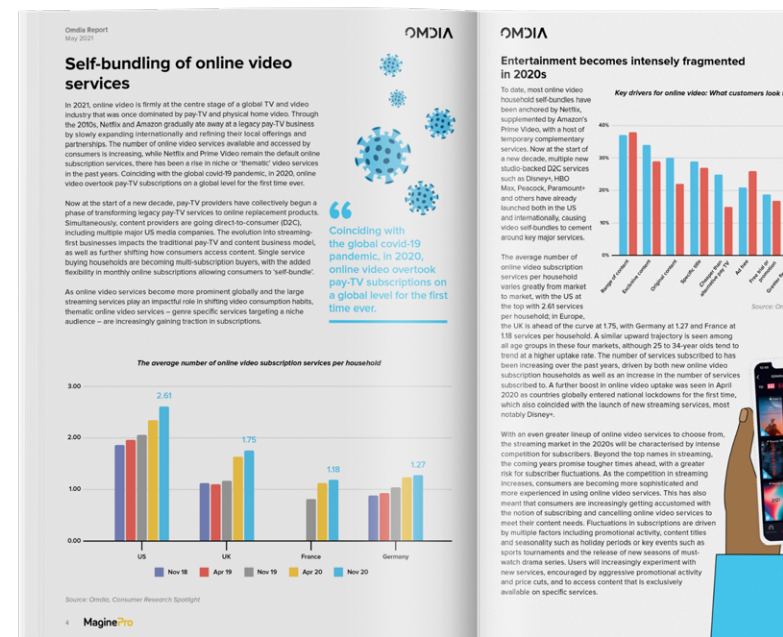 Omdia Report
May 2021
OMDIA
Self-bundling of online video
services
In 2021, online video is firmly at the centre stage of a global TV and video
industry that was once dominated by pay-TV and physical home video. Through
the 2010s, Netflix and Amazon gradually ate away at legacy pay-TV business
by slowly expanding internationally and refining their local offerings and
partnerships. The number of online video services available and accessed by
consumers is increasing, while Netflix and Prime Video remain the default online
subscription services, there has been a rise in niche or 'thematic' video services
in the past years. Coinciding with the global covid-19 pandemic, in 2020, online
video overtook pay-TV subscriptions on a global level for the first time ever.
Now at the start of a new decade, pay-TV providers have collectively begun a
phase of transforming legacy pay-TV services to online replacement products.
Simultaneously, content providers are going direct-to-consumer (D2C),
including multiple major US media companies. The evolution into streaming-
first businesses impacts the traditional pay-TV and content business model,
as well as further shifting how consumers access content. Single service
buying households are becoming multi-subscription buyers, with the added
flexibility in monthly online subscriptions allowing consumers to 'self-bundle'.
As online video services become more prominent globally and the large
streaming services play an impactful role in shifting video consumption habits,
thematic online video services – genre specific services targeting a niche
audience – are increasingly gaining traction in subscriptions.
“
Coinciding with
the global covid-19
pandemic, in 2020,
online video overtook
pay-TV subscriptions on
a global level for the first
time ever.
The average number of online video subscription services per household
3.00
2.00
1.00
0.00
2.61
1.75
1.18
1.27
US
UK
France
Germany
Nov 18
Apr 19
Nov 19
Apr 20
Nov 20
Source: Omdia, Consumer Research Spotlight
4 MaginePro
OMDIA
Entertainment becomes intensely fragmented
in 2020s
To date, most online video
household self-bundles have
been anchored by Netflix,
supplemented by Amazon's
Prime Video, with a host of
temporary complementary
services. Now at the start of
a new decade, multiple new
studio-backed D2C services
such as Disney+, HBO
Max, Peacock, Paramount+
and others have already
launched both in the US
and internationally, causing
video self-bundles to cement
around key major services.
The average number of
online video subscription
services per household
varies greatly from market
to market, with the US at
the top with 2.61 services
per household; in Europe,
the UK is ahead of the curve at 1.75, with Germany at 1.27 and France at
1.18 services per household. A similar upward trajectory is seen among
all age groups in these four markets, although 25 to 34-year olds tend to
trend at a higher uptake rate. The number of services subscribed to has
been increasing over the past years, driven by both new online video
subscription households as well as an increase in the number of services
subscribed to. A further boost in online video uptake was seen in April
2020 as countries globally entered national lockdowns for the first time,
which also coincided with the launch of new streaming services, most
notably Disney+.
With an even greater lineup of online video services to choose from,
the streaming market in the 2020s will be characterised by intense
competition for subscribers. Beyond the top names in streaming,
the coming years promise tougher times ahead, with a greater
risk for subscriber fluctuations. As the competition in streaming
increases, consumers are becoming more sophisticated and
more experienced in using online video services. This has also
meant that consumers are increasingly getting accustomed with
the notion of subscribing and cancelling online video services to
meet their content needs. Fluctuations in subscriptions are driven
by multiple factors including promotional activity, content titles
and seasonality such as holiday periods or key events such as
sports tournaments and the release of new seasons of must-
watch drama series. Users will increasingly experiment with
new services, encouraged by aggressive promotional activity
and price cuts, and to access content that is exclusively
available on specific services.
Key drivers for online video: What customers look
40%
30%
20%
10%
0%
Range of content
Exclusive content
Original content
Specific title
Cheaper than
alternative pay TV
Ad free
Free trial or
promotion
Greater
Source: